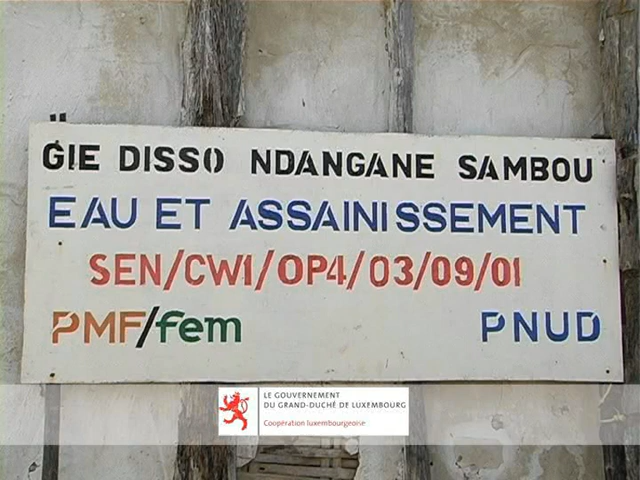 GIE DISSO NDANGANE SAMBOU
EAU ET ASSAINISSEMENT
SEN/CW1/OP4/03/09/01
PMF/fem PNUD
LE GOUVERNEMENT
DU GRAND-DUCHÉ DE LUXEMBOURG
Coopération luxembourgeoise